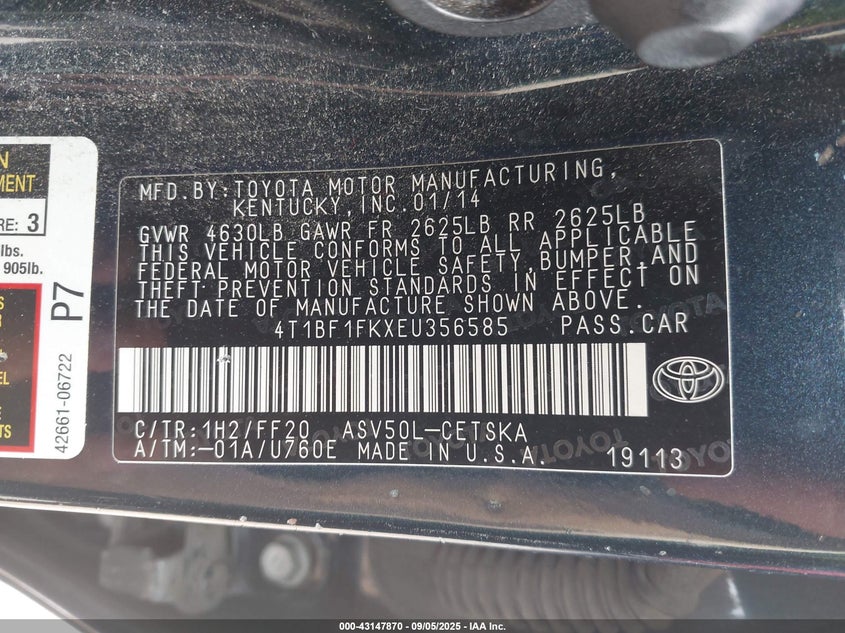 N
MENT
RE: 3
lbs.
905lb.
P7
42661-06722
S
EL
E
TS
MFD.BY:TOYOTA MOTOR MANUFACTURING,
KENTUCKY,INC.01/14
GVWR 4630LB GAWR FR 2625LB RR 2625LB
THIS VEHICLE CONFORMS TO ALL APPLICABLE
FEDERAL MOTOR VEHICLE SAFETY,BUMPER,AND
THEFT PREVENTION STANDARDS IN EFFECT ON
THE DATE OF MANUFACTURE SHOWN ABOVE.
4T1BF1FKXEU356585 PASS.CAR
C/TR:1H2/FF20 ASV50L-CETSKA
A/TM:-01A/U760E MADE IN U.S.A. 19113
000-43147870 - 09/05/2025 - IAA Inc.